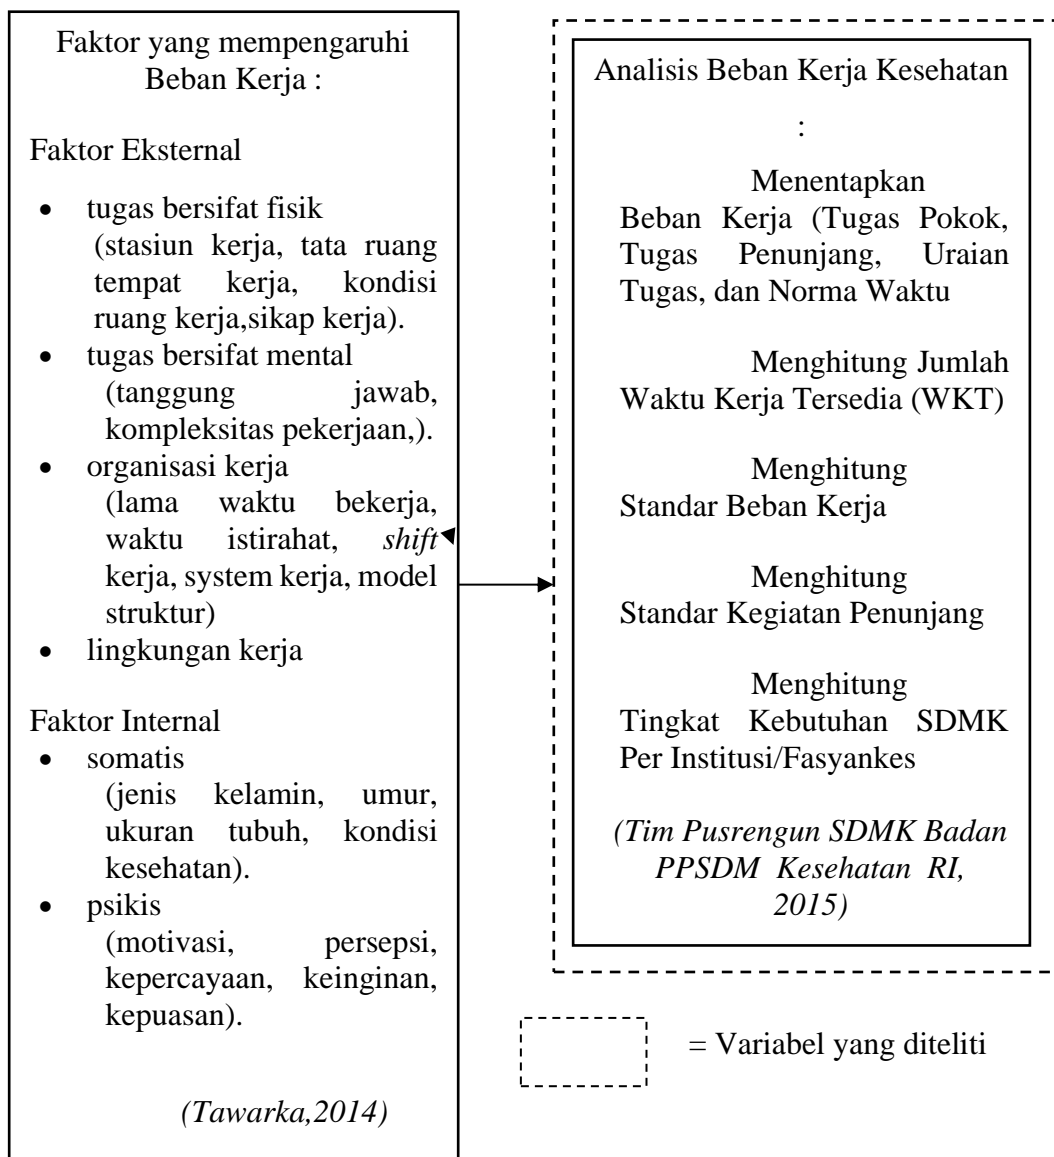 Faktor yang mempengaruhi
Beban Kerja :
Faktor Eksternal
• tugas bersifat fisik
(stasiun kerja, tata ruang
tempat kerja, kondisi
ruang kerja,sikap kerja).
• tugas bersifat mental
(tanggung jawab,
kompleksitas pekerjaan,).
• organisasi kerja
(lama waktu bekerja,
waktu istirahat, shift
kerja, system kerja, model
struktur)
• lingkungan kerja
Faktor Internal
• somatis
(jenis kelamin, umur,
ukuran tubuh, kondisi
kesehatan).
• psikis
(motivasi, persepsi,
kepercayaan, keinginan,
kepuasan).
(Tawarka,2014)
Analisis Beban Kerja Kesehatan
:
Menentapkan
Beban Kerja (Tugas Pokok,
Tugas Penunjang, Uraian
Tugas, dan Norma Waktu
Menghitung Jumlah
Waktu Kerja Tersedia (WKT)
Menghitung
Standar Beban Kerja
Menghitung
Standar Kegiatan Penunjang
Menghitung
Tingkat Kebutuhan SDMK
Per Institusi/Fasyankes
(Tim Pusrengun SDMK Badan
PPSDM Kesehatan RI,
2015)
= Variabel yang diteliti